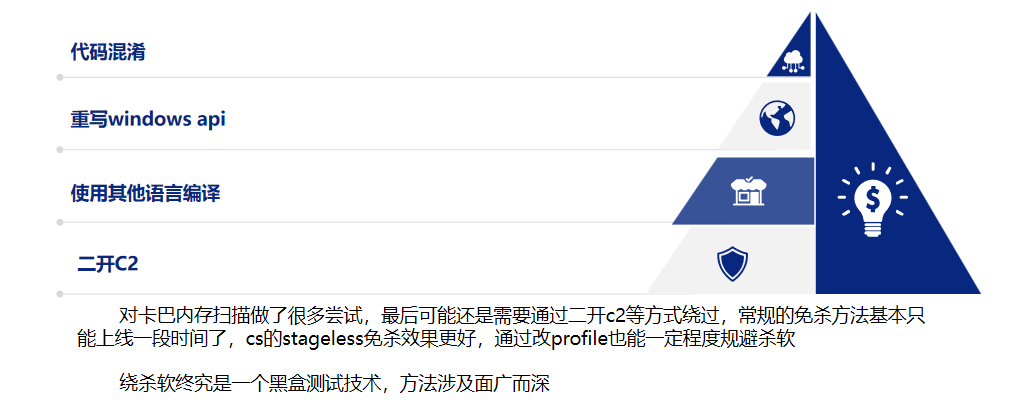 代码混淆
重写windows api
使用其他语言编译
二开C2
对卡巴内存扫描做了很多尝试，最后可能还是需要通过二开c2等方式绕过，常规的免杀方法基本只
能上线一段时间了，cs的stageless免杀效果更好，通过改profile也能一定程度规避杀软
绕杀软终究是一个黑盒测试技术，方法涉及面广而深
$